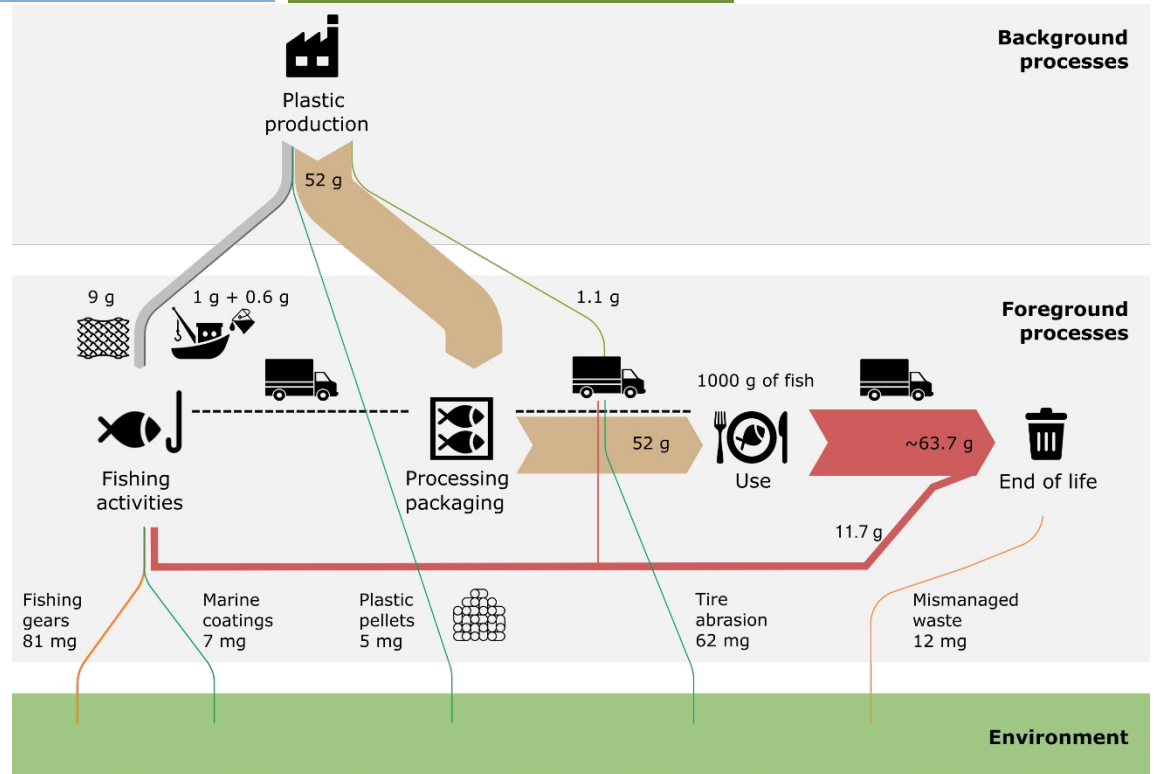 Background
processes
Plastic
production
52 g
9 g
1 g + 0.6 g
1.1 g
Foreground
processes
1000 g of fish
52 g
~63.7 g
Fishing
activities
Processing
packaging
Use
End of life
11.7 g
Fishing
gears
81 mg
Marine
coatings
7 mg
Plastic
pellets
5 mg
Tire
abrasion
62 mg
Mismanaged
waste
12 mg
Environment